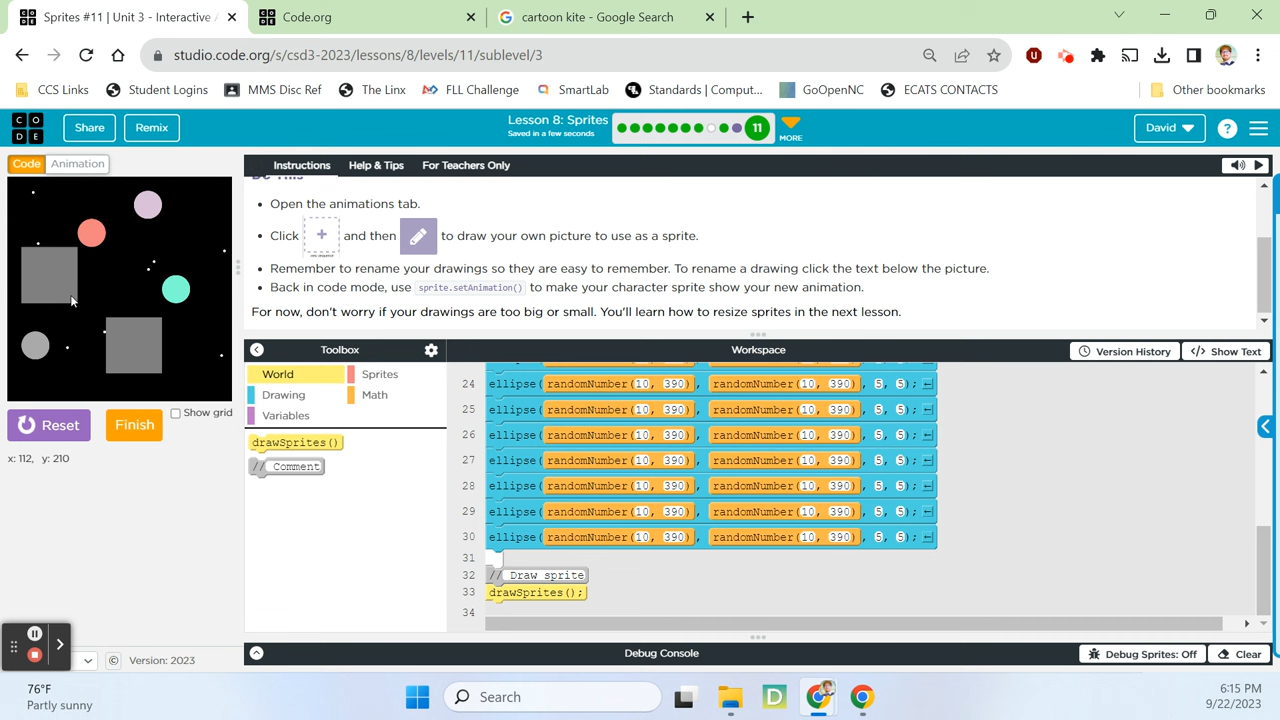 Sprites #11 | Unit 3 - Interactive
Code.org
cartoon kite - Google Search
studio.code.org/s/csd3-2023/lessons/8/levels/11/sublevel/3
CCS Links
Student Logins
MMS Disc Ref
The Linx
FLL Challenge
SmartLab
Standards | Comput...
GoOpenNC
ECATS CONTACTS
Other bookmarks
C O D E
Share
Remix
Lesson 8: Sprites
Saved in a few seconds
11
MORE
David
?
Code
Animation
Instructions
Help & Tips
For Teachers Only
Do This
Open the animations tab.
Click and then to draw your own picture to use as a sprite.
Remember to rename your drawings so they are easy to remember. To rename a drawing click the text below the picture.
Back in code mode, use sprite.setAnimation() to make your character sprite show your new animation.
For now, don't worry if your drawings are too big or small. You'll learn how to resize sprites in the next lesson.
Toolbox
Workspace
Version History
</> Show Text
World
Sprites
Drawing
Math
Variables
drawSprites()
// Comment
24 ellipse(randomNumber(10, 390), randomNumber(10, 390), 5, 5);
25 ellipse(randomNumber(10, 390), randomNumber(10, 390), 5, 5);
26 ellipse(randomNumber(10, 390), randomNumber(10, 390), 5, 5);
27 ellipse(randomNumber(10, 390), randomNumber(10, 390), 5, 5);
28 ellipse(randomNumber(10, 390), randomNumber(10, 390), 5, 5);
29 ellipse(randomNumber(10, 390), randomNumber(10, 390), 5, 5);
30 ellipse(randomNumber(10, 390), randomNumber(10, 390), 5, 5);
31
32 // Draw sprite
33 drawSprites();
34
Reset
Finish
Show grid
x: 112, y: 210
Debug Console
Debug Sprites: Off
Clear
© Version: 2023
76°F
Partly sunny
Search
D
6:15 PM
9/22/2023